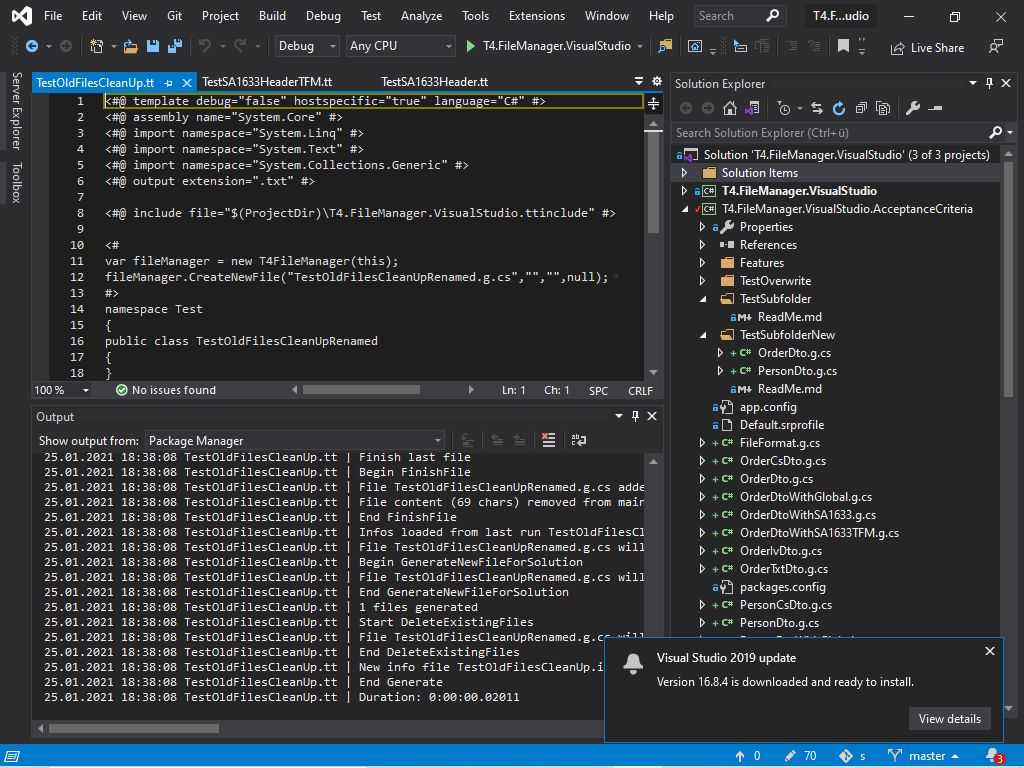 File Edit View Git Project Build Debug Test Analyze Tools Extensions Window Help Search T4.F...udio
Debug Any CPU T4.FileManager.VisualStudio Live Share
Server Explorer
Toolbox
TestOldFilesCleanUp.tt TestSA1633HeaderTFM.tt TestSA1633Header.tt
1 <#@ template debug="false" hostspecific="true" language="C#" #>
2 <#@ assembly name="System.Core" #>
3 <#@ import namespace="System.Linq" #>
4 <#@ import namespace="System.Text" #>
5 <#@ import namespace="System.Collections.Generic" #>
6 <#@ output extension=".txt" #>
7
8 <#@ include file="$(ProjectDir)\T4.FileManager.VisualStudio.ttinclude" #>
9
10 <#
11 var fileManager = new T4FileManager(this);
12 fileManager.CreateNewFile("TestOldFilesCleanUpRenamed.g.cs","","",null);
13 #>
14 namespace Test
15 {
16 public class TestOldFilesCleanUpRenamed
17 {
18 }
100 % No issues found Ln: 1 Ch: 1 SPC CRLF
Output
Show output from: Package Manager
25.01.2021 18:38:08 TestOldFilesCleanUp.tt | Finish last file
25.01.2021 18:38:08 TestOldFilesCleanUp.tt | Begin FinishFile
25.01.2021 18:38:08 TestOldFilesCleanUp.tt | File TestOldFilesCleanUpRenamed.g.cs adde
25.01.2021 18:38:08 TestOldFilesCleanUp.tt | File content (69 chars) removed from main
25.01.2021 18:38:08 TestOldFilesCleanUp.tt | End FinishFile
25.01.2021 18:38:08 TestOldFilesCleanUp.tt | Infos loaded from last run TestOldFilesCl
25.01.2021 18:38:08 TestOldFilesCleanUp.tt | File TestOldFilesCleanUpRenamed.g.cs will
25.01.2021 18:38:08 TestOldFilesCleanUp.tt | Begin GenerateNewFileForSolution
25.01.2021 18:38:08 TestOldFilesCleanUp.tt | File TestOldFilesCleanUpRenamed.g.cs will
25.01.2021 18:38:08 TestOldFilesCleanUp.tt | End GenerateNewFileForSolution
25.01.2021 18:38:08 TestOldFilesCleanUp.tt | 1 files generated
25.01.2021 18:38:08 TestOldFilesCleanUp.tt | Start DeleteExistingFiles
25.01.2021 18:38:08 TestOldFilesCleanUp.tt | File TestOldFilesCleanUpRenamed.g.cs will
25.01.2021 18:38:08 TestOldFilesCleanUp.tt | End DeleteExistingFiles
25.01.2021 18:38:08 TestOldFilesCleanUp.tt | New info file TestOldFilesCleanUp.i
25.01.2021 18:38:08 TestOldFilesCleanUp.tt | End Generate
25.01.2021 18:38:08 TestOldFilesCleanUp.tt | Duration: 0:00:00.02011
Solution Explorer
Search Solution Explorer (Ctrl+ü)
Solution 'T4.FileManager.VisualStudio' (3 of 3 projects)
Solution Items
C# T4.FileManager.VisualStudio
C# T4.FileManager.VisualStudio.AcceptanceCriteria
Properties
References
Features
TestOverwrite
TestSubfolder
M+ ReadMe.md
TestSubfolderNew
+ C# OrderDto.g.cs
+ C# PersonDto.g.cs
M+ ReadMe.md
app.config
Default.srprofile
+ C# FileFormat.g.cs
+ C# OrderCsDto.g.cs
+ C# OrderDto.g.cs
+ C# OrderDtoWithGlobal.g.cs
+ C# OrderDtoWithSA1633.g.cs
+ C# OrderDtoWithSA1633TFM.g.cs
+ C# OrderIvDto.g.cs
+ C# OrderTxtDto.g.cs
packages.config
+ C# PersonCsDto.g.cs
+ C# PersonDto.g.cs
Visual Studio 2019 update
Version 16.8.4 is downloaded and ready to install.
View details
0 70 s master 3